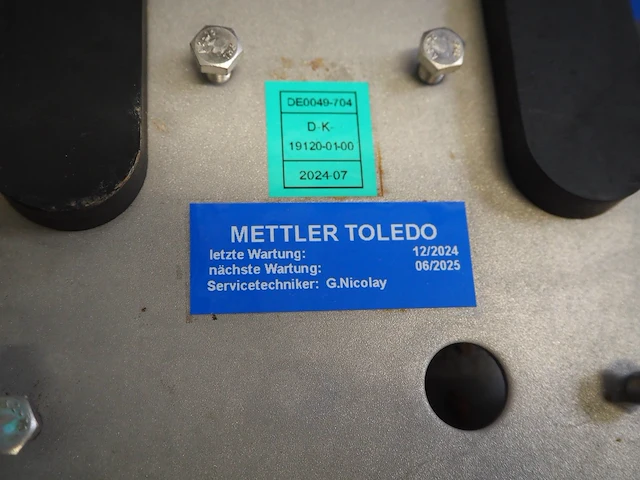 DE0049-704
D-K-
19120-01-00
2024-07
METTLER TOLEDO
letzte Wartung: 12/2024
nächste Wartung: 06/2025
Servicetechniker: G.Nicolay